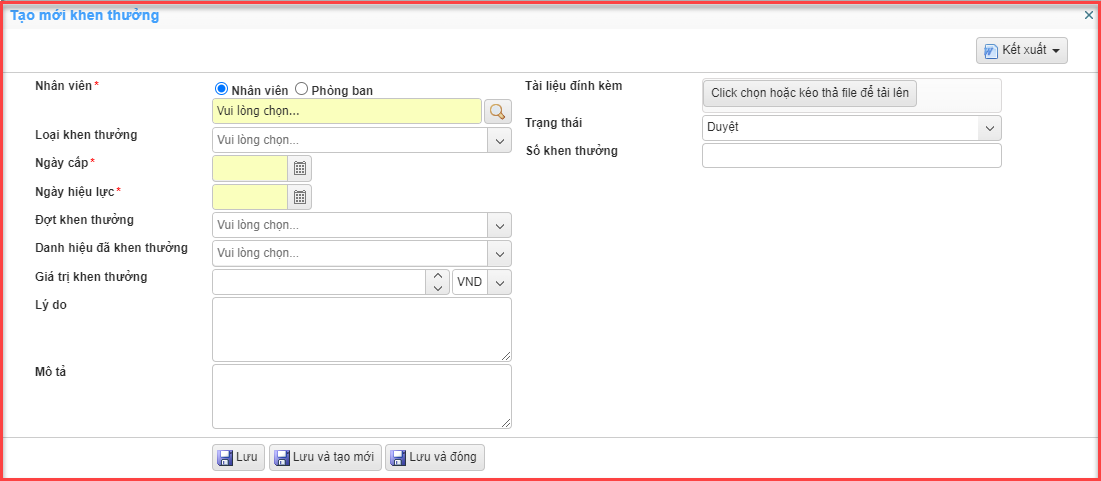 Tạo mới khen thưởng
Kết xuất
Nhân viên *
Nhân viên Phòng ban
Vui lòng chọn...
Loại khen thưởng
Vui lòng chọn...
Ngày cấp *
Ngày hiệu lực *
Đợt khen thưởng
Vui lòng chọn...
Danh hiệu đã khen thưởng
Vui lòng chọn...
Giá trị khen thưởng
VND
Lý do
Mô tả
Tài liệu đính kèm
Click chọn hoặc kéo thả file để tải lên
Trạng thái
Duyệt
Số khen thưởng
Lưu
Lưu và tạo mới
Lưu và đóng